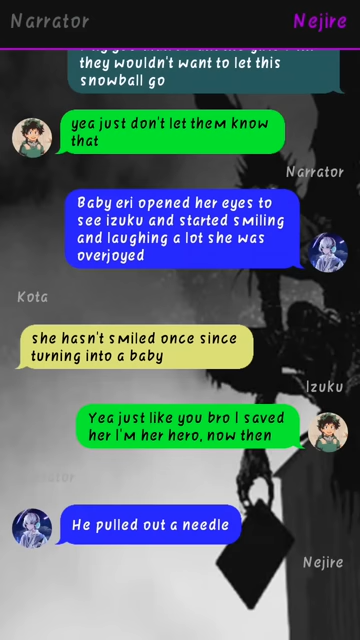 Narrator
Nejire
they wouldn't want to let this
snowball go
yea just don't let them know
that
Narrator
Baby eri opened her eyes to
see izuku and started smiling
and laughing a lot she was
overjoyed
Kota
she hasn't smiled once since
turning into a baby
Izuku
Yea just like you bro I saved
her I'm her hero, now then
Narrator
He pulled out a needle
Nejire